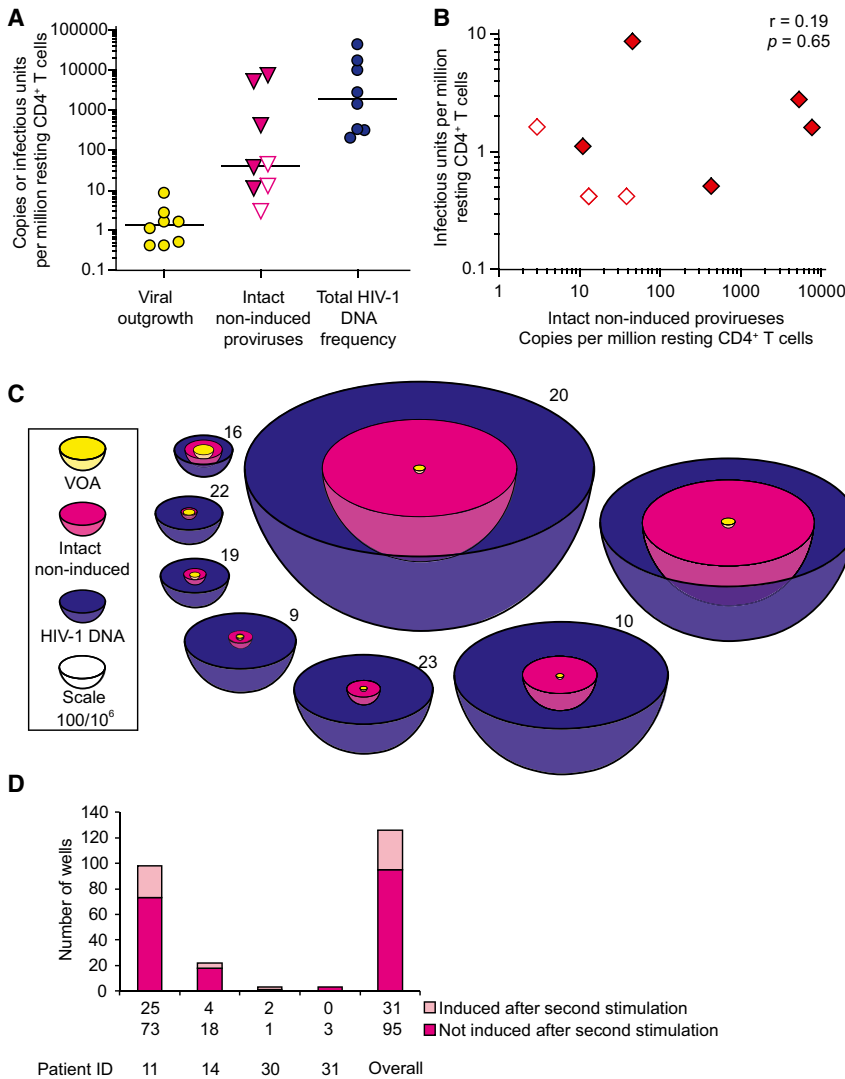 A
Copies or infectious units
per million resting CD4+ T cells
100000
10000
1000
100
10
1
0.1
Viral
outgrowth
Intact
non-induced
proviruses
Total HIV-1
DNA
frequency
B
Infectious units per million
resting CD4+ T cells
10
1
0.1
r = 0.19
p = 0.65
1
10
100
1000
10000
Intact non-induced provirueses
Copies per million resting CD4+ T cells
C
VOA
Intact
non-induced
HIV-1 DNA
Scale
100/10^6
16
22
19
9
23
20
10
D
Number of wells
140
120
100
80
60
40
20
0
25 4 2 0 31 Induced after second stimulation
73 18 1 3 95 Not induced after second stimulation
Patient ID 11 14 30 31 Overall